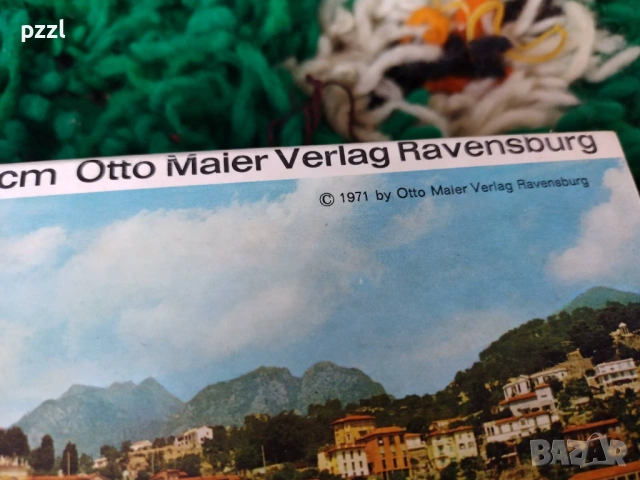 pzzl
cm Otto Maier Verlag Ravensburg
© 1971 by Otto Maier Verlag Ravensburg
BAZAR